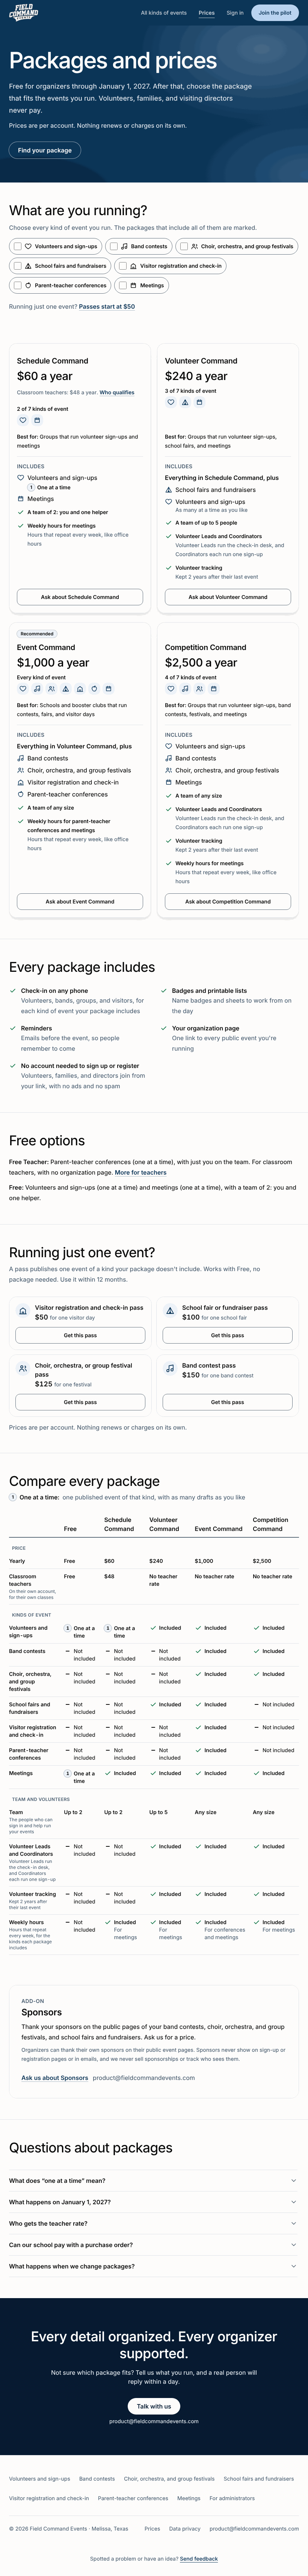 FIELD COMMAND EVENTS
All kinds of events
Prices
Sign in
Join the pilot
Packages and prices
Free for organizers through January 1, 2027. After that, choose the package
that fits the events you run. Volunteers, families, and visiting directors
never pay.
Prices are per account. Nothing renews or charges on its own.
Find your package
What are you running?
Choose every kind of event you run. The packages that include all of them are marked.
Volunteers and sign-ups
Band contests
Choir, orchestra, and group festivals
School fairs and fundraisers
Visitor registration and check-in
Parent-teacher conferences
Meetings
Running just one event? Passes start at $50
Schedule Command
$60 a year
Classroom teachers: $48 a year. Who qualifies
2 of 7 kinds of event
Best for: Groups that run volunteer sign-ups and
meetings
INCLUDES
Volunteers and sign-ups
1 One at a time
Meetings
A team of 2: you and one helper
Weekly hours for meetings
Hours that repeat every week, like office
hours
Ask about Schedule Command
Volunteer Command
$240 a year
3 of 7 kinds of event
Best for: Groups that run volunteer sign-ups,
school fairs, and meetings
INCLUDES
Everything in Schedule Command, plus
School fairs and fundraisers
Volunteers and sign-ups
As many at a time as you like
A team of up to 5 people
Volunteer Leads and Coordinators
Volunteer Leads run the check-in desk, and
Coordinators each run one sign-up
Volunteer tracking
Kept 2 years after their last event
Ask about Volunteer Command
Recommended
Event Command
$1,000 a year
Every kind of event
Best for: Schools and booster clubs that run
contests, fairs, and visitor days
INCLUDES
Everything in Volunteer Command, plus
Band contests
Choir, orchestra, and group festivals
Visitor registration and check-in
Parent-teacher conferences
A team of any size
Weekly hours for parent-teacher
conferences and meetings
Hours that repeat every week, like office
hours
Ask about Event Command
Competition Command
$2,500 a year
4 of 7 kinds of event
Best for: Groups that run volunteer sign-ups, band
contests, festivals, and meetings
INCLUDES
Volunteers and sign-ups
Band contests
Choir, orchestra, and group festivals
Meetings
A team of any size
Volunteer Leads and Coordinators
Volunteer Leads run the check-in desk, and
Coordinators each run one sign-up
Volunteer tracking
Kept 2 years after their last event
Weekly hours for meetings
Hours that repeat every week, like office
hours
Ask about Competition Command
Every package includes
Check-in on any phone
Volunteers, bands, groups, and visitors, for
each kind of event your package includes
Badges and printable lists
Name badges and sheets to work from on
the day
Reminders
Emails before the event, so people
remember to come
Your organization page
One link to every public event you're
running
No account needed to sign up or register
Volunteers, families, and directors join from
your link, with no ads and no spam
Free options
Free Teacher: Parent-teacher conferences (one at a time), with just you on the team. For classroom
teachers, with no organization page. More for teachers
Free: Volunteers and sign-ups (one at a time) and meetings (one at a time), with a team of 2: you and
one helper.
Running just one event?
A pass publishes one event of a kind your package doesn't include. Works with Free, no
package needed. Use it within 12 months.
Visitor registration and check-in pass
$50 for one visitor day
Get this pass
School fair or fundraiser pass
$100 for one school fair
Get this pass
Choir, orchestra, or group festival
pass
$125 for one festival
Get this pass
Band contest pass
$150 for one band contest
Get this pass
Prices are per account. Nothing renews or charges on its own.
Compare every package
1 One at a time: one published event of that kind, with as many drafts as you like
Free
Schedule Command
Volunteer Command
Event Command
Competition Command
PRICE
Yearly Free $60 $240 $1,000 $2,500
Classroom teachers
On their own account, for their own classes
Free $48 No teacher rate No teacher rate No teacher rate
KINDS OF EVENT
Volunteers and sign-ups 1 One at a time 1 One at a time Included Included Included
Band contests Not included Not included Not included Included Included
Choir, orchestra, and group festivals Not included Not included Not included Included Included
School fairs and fundraisers Not included Not included Included Included Not included
Visitor registration and check-in Not included Not included Not included Included Not included
Parent-teacher conferences Not included Not included Not included Included Not included
Meetings 1 One at a time Included Included Included Included
TEAM AND VOLUNTEERS
Team
The people who can sign in and help run your events
Up to 2 Up to 2 Up to 5 Any size Any size
Volunteer Leads and Coordinators
Volunteer Leads run the check-in desk, and Coordinators each run one sign-up
Not included Not included Included Included Included
Volunteer tracking
Kept 2 years after their last event
Not included Not included Included Included Included
Weekly hours
Hours that repeat every week, for the kinds each package includes
Not included
Included For meetings
Included For meetings
Included For conferences and meetings
Included For meetings
ADD-ON
Sponsors
Thank your sponsors on the public pages of your band contests, choir, orchestra, and group
festivals, and school fairs and fundraisers. Ask us for a price.
Organizers can thank their own sponsors on their public event pages. Sponsors never show on sign-up or
registration pages or in emails, and we never sell sponsorships or track who sees them.
Ask us about Sponsors product@fieldcommandevents.com
Questions about packages
What does “one at a time” mean?
What happens on January 1, 2027?
Who gets the teacher rate?
Can our school pay with a purchase order?
What happens when we change packages?
Every detail organized. Every organizer
supported.
Not sure which package fits? Tell us what you run, and a real person will
reply within a day.
Talk with us
product@fieldcommandevents.com
Volunteers and sign-ups
Band contests
Choir, orchestra, and group festivals
School fairs and fundraisers
Visitor registration and check-in
Parent-teacher conferences
Meetings
For administrators
© 2026 Field Command Events · Melissa, Texas
Prices
Data privacy
product@fieldcommandevents.com
Spotted a problem or have an idea? Send feedback